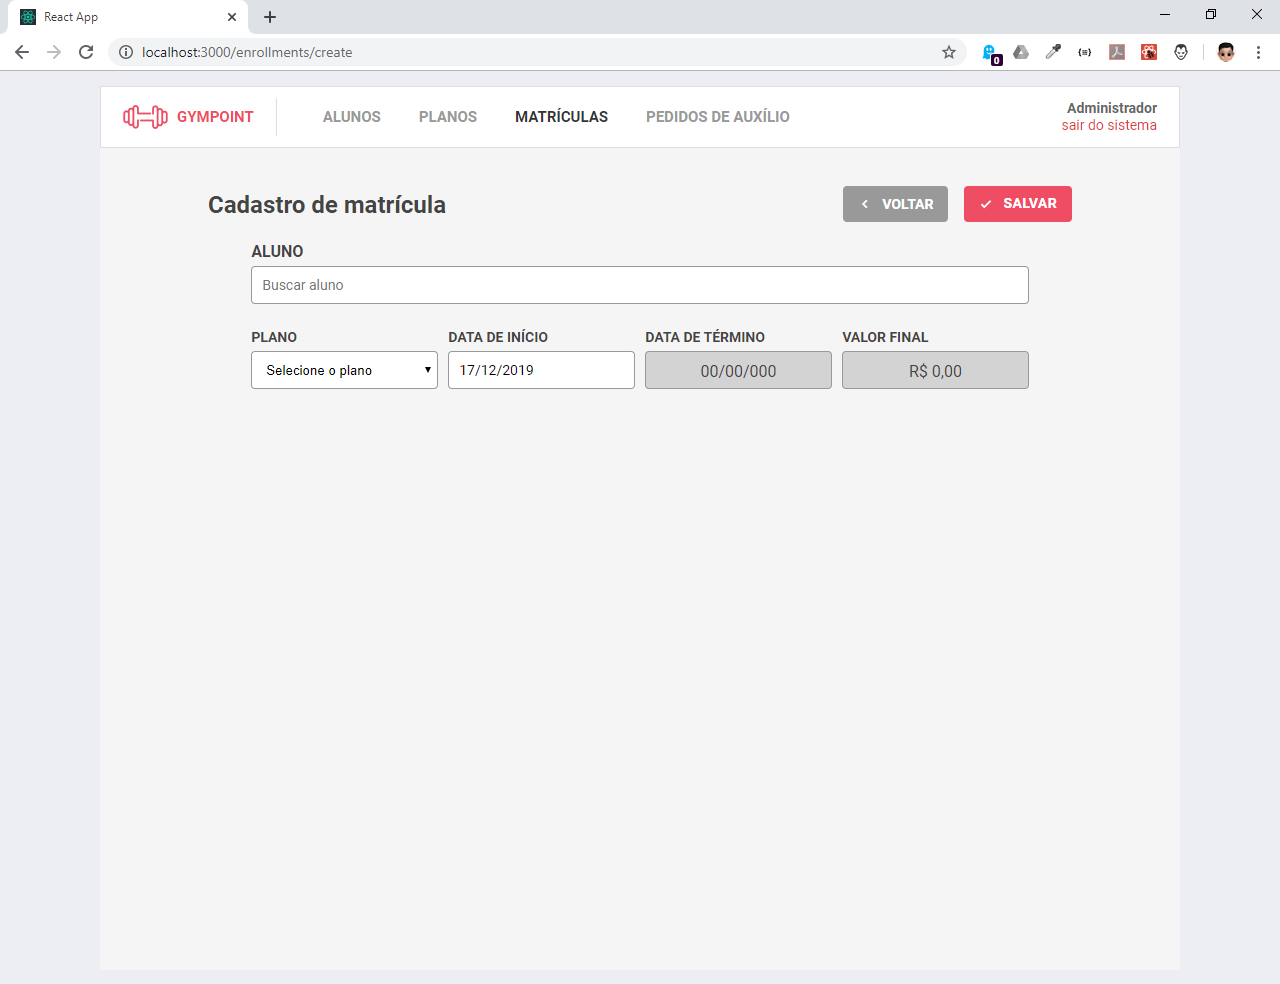 React App
localhost:3000/enrollments/create
0
GYMPOINT
ALUNOS
PLANOS
MATRÍCULAS
PEDIDOS DE AUXÍLIO
Administrador
sair do sistema
Cadastro de matrícula
VOLTAR
SALVAR
ALUNO
Buscar aluno
PLANO
DATA DE INÍCIO
DATA DE TÉRMINO
VALOR FINAL
Selecione o plano
17/12/2019
00/00/000
R$ 0,00